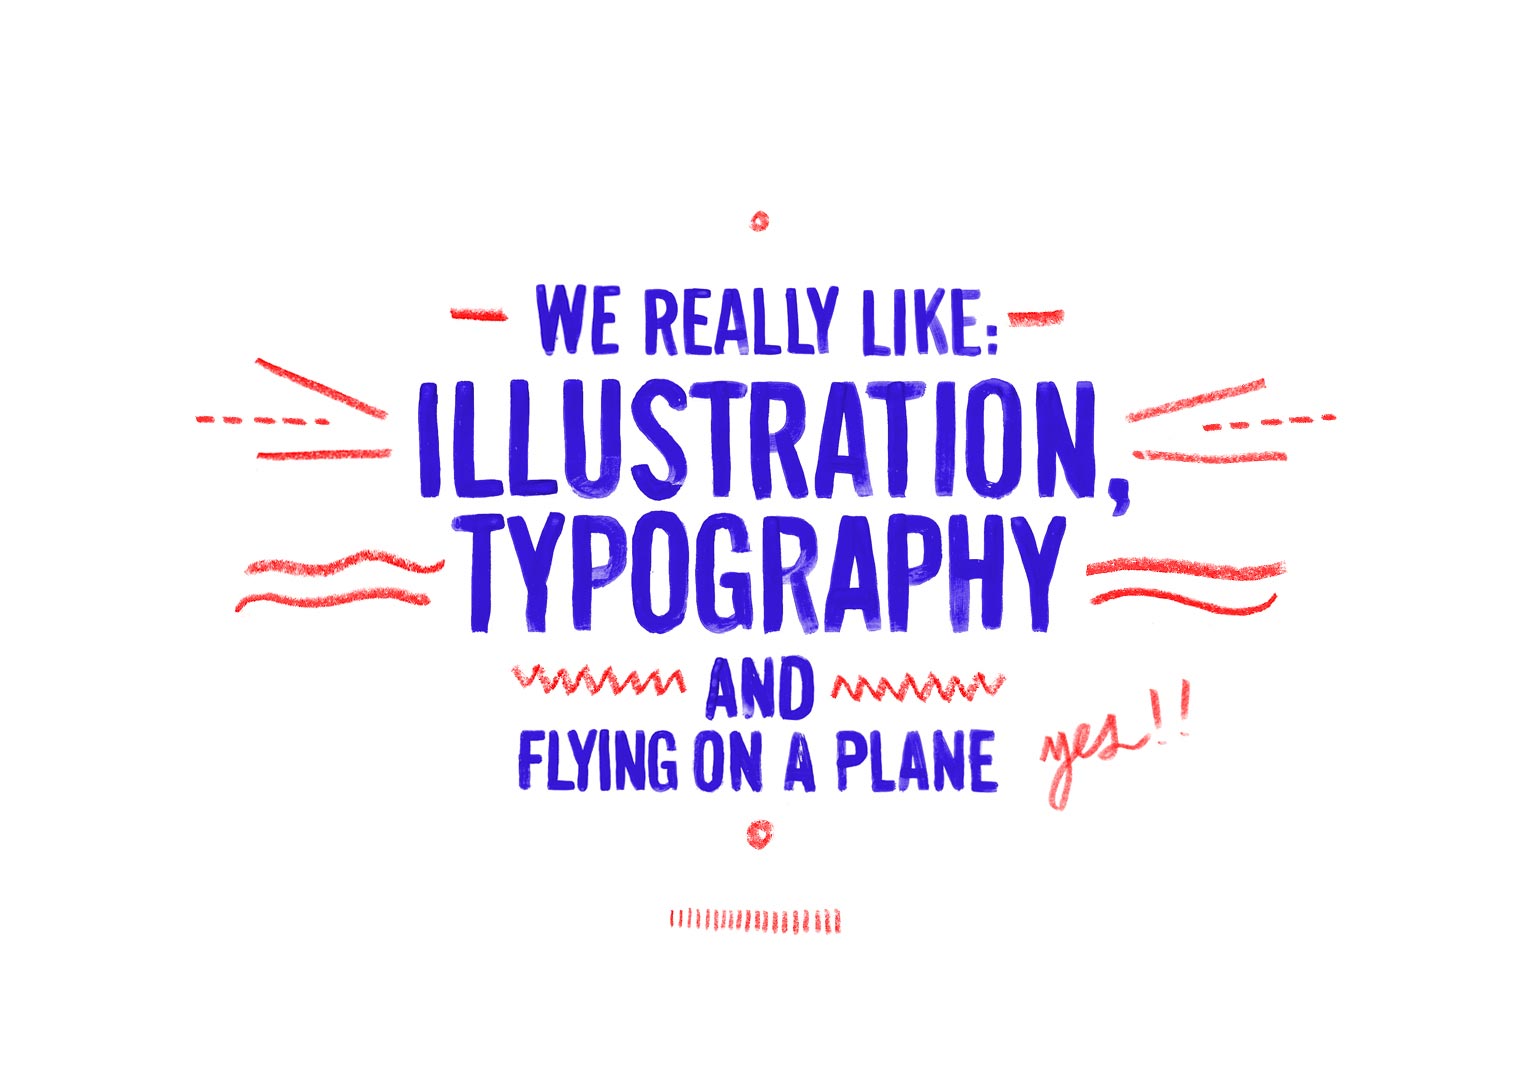 WE REALLY LIKE:
ILLUSTRATION,
TYPOGRAPHY
AND
FLYING ON A PLANE
yes!!